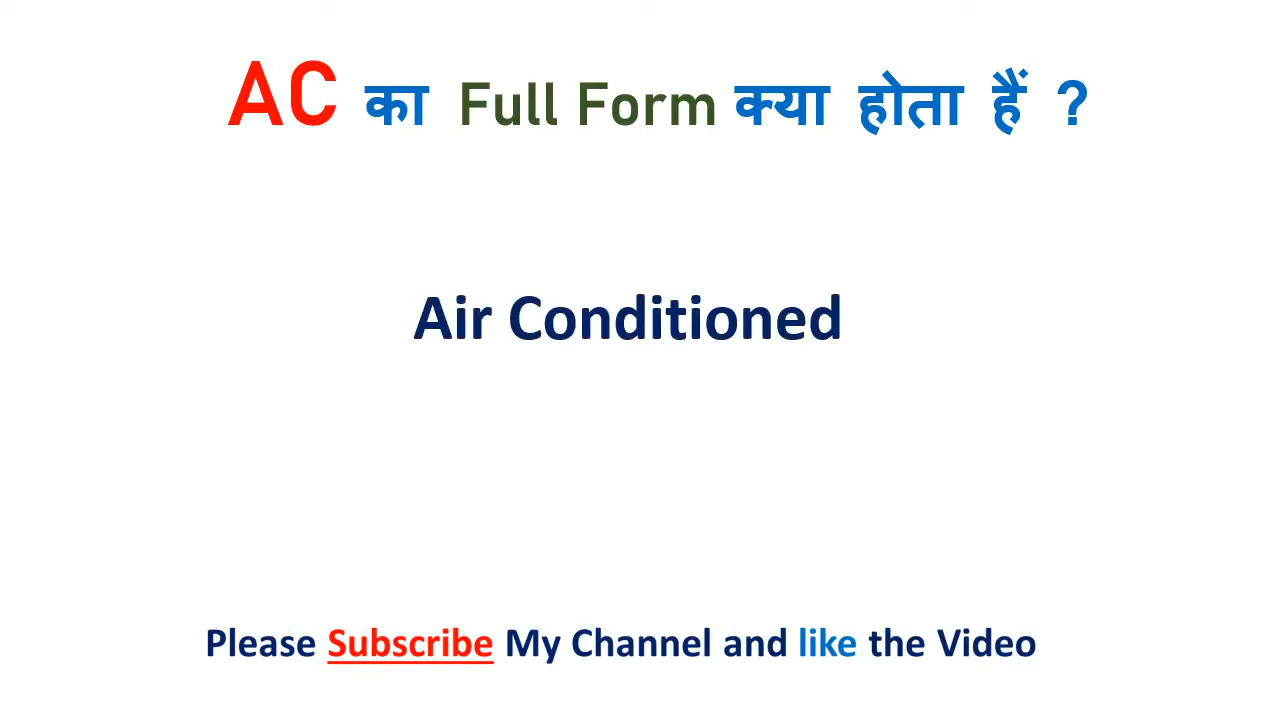 AC का Full Form क्या होता हैं ?
Air Conditioned
Please Subscribe My Channel and like the Video